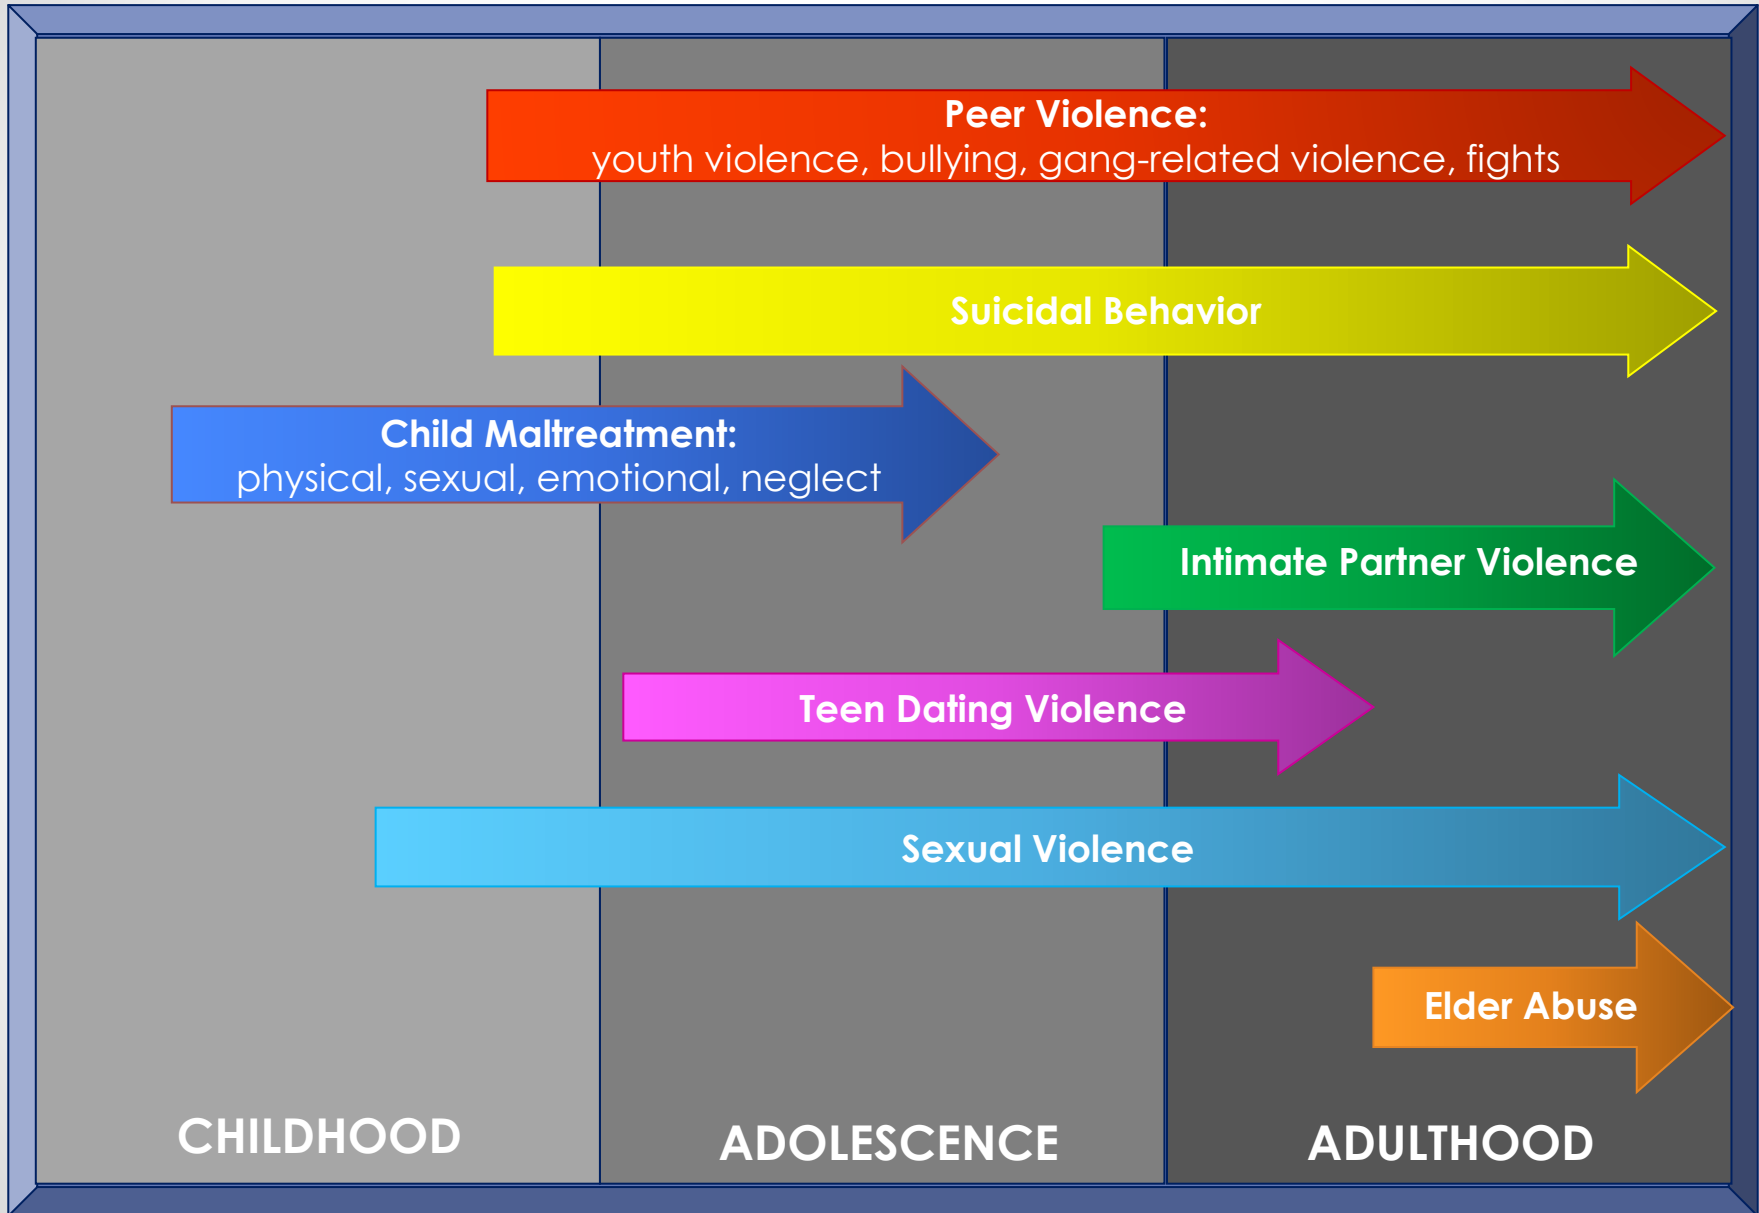 Peer Violence:
youth violence, bullying, gang-related violence, fights
Suicidal Behavior
Child Maltreatment:
physical, sexual, emotional, neglect
Intimate Partner Violence
Teen Dating Violence
Sexual Violence
Elder Abuse
CHILDHOOD
ADOLESCENCE
ADULTHOOD